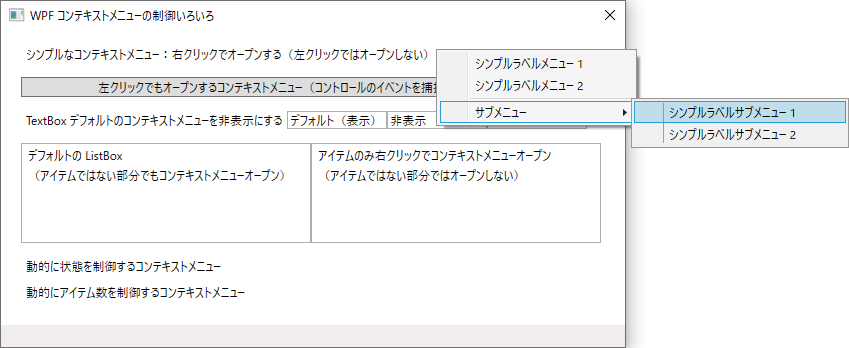 WPF コンテキストメニューの制御いろいろ
シンプルなコンテキストメニュー：右クリックでオープンする（左クリックではオープンしない）
シンプルラベルメニュー 1
シンプルラベルメニュー 2
サブメニュー
シンプルラベルサブメニュー 1
シンプルラベルサブメニュー 2
左クリックでもオープンするコンテキストメニュー（コントロールのイベントを捕
TextBox デフォルトのコンテキストメニューを非表示にする デフォルト（表示） 非表示
デフォルトの ListBox
（アイテムではない部分でもコンテキストメニューオープン）
アイテムのみ右クリックでコンテキストメニューオープン
（アイテムではない部分ではオープンしない）
動的に状態を制御するコンテキストメニュー
動的にアイテム数を制御するコンテキストメニュー